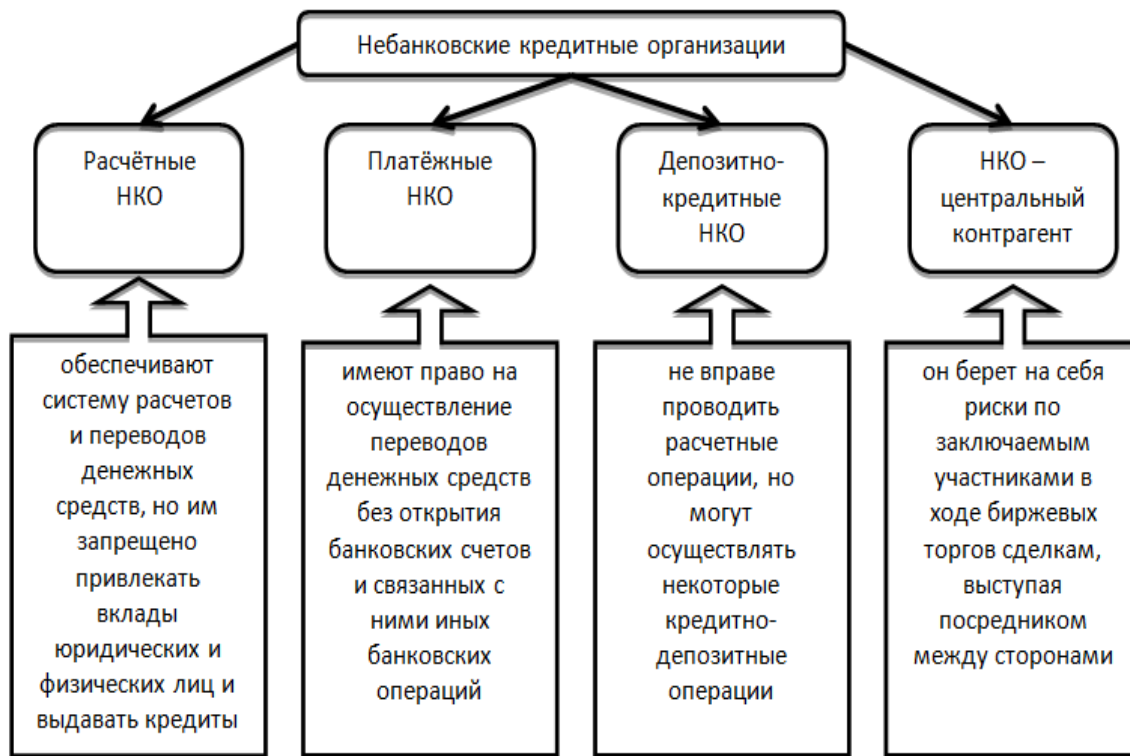 Небанковские кредитные организации
Расчётные
НКО
Платёжные
НКО
Депозитно-
кредитные
НКО
НКО –
центральный
контрагент
обеспечивают
систему расчетов
и переводов
денежных
средств, но им
запрещено
привлекать
вклады
юридических и
физических лиц и
выдавать кредиты
имеют право на
осуществление
переводов
денежных средств
без открытия
банковских счетов
и связанных с
ними иных
банковских
операций
не вправе
проводить
расчетные
операции, но
могут
осуществлять
некоторые
кредитно-
депозитные
операции
он берет на себя
риски по
заключаемым
участниками в
ходе биржевых
торгов сделкам,
выступая
посредником
между сторонами